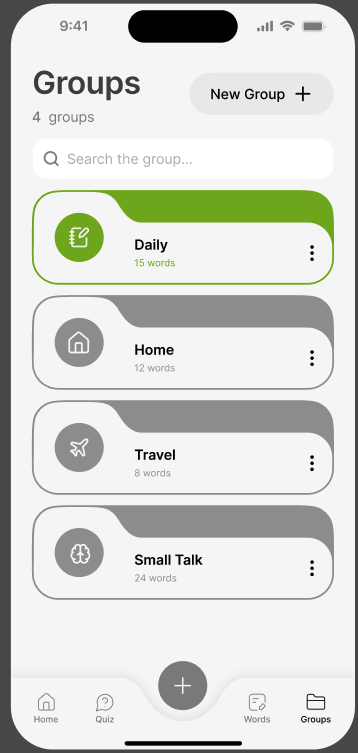 9:41
Groups
New Group
4 groups
Search the group...
Daily
15 words
Home
12 words
Travel
8 words
Small Talk
24 words
Home
Quiz
Words
Groups